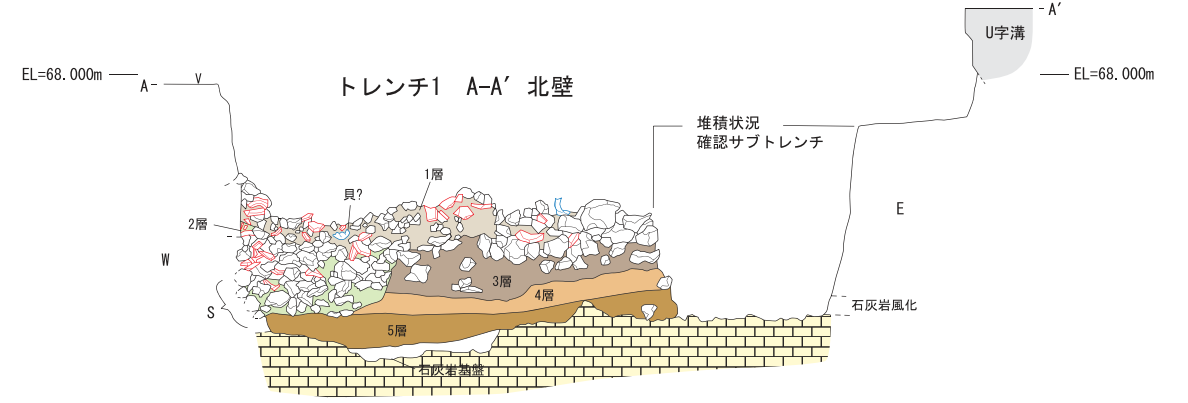 A′
U字溝
EL=68.000m
EL=68.000m
A
V
トレンチ1 A-A′ 北壁
堆積状況
確認サブトレンチ
1層
貝?
2層
E
W
3層
4層
S
石灰岩風化
5層
石灰岩基盤